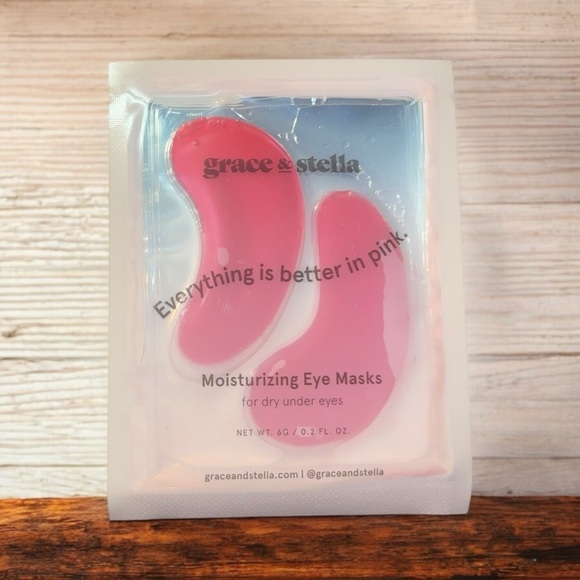 grace & stella
Everything is better in pink.
Moisturizing Eye Masks
for dry under eyes
NET WT. 6G / 0.2 FL. OZ.
graceandstella.com | @graceandstella